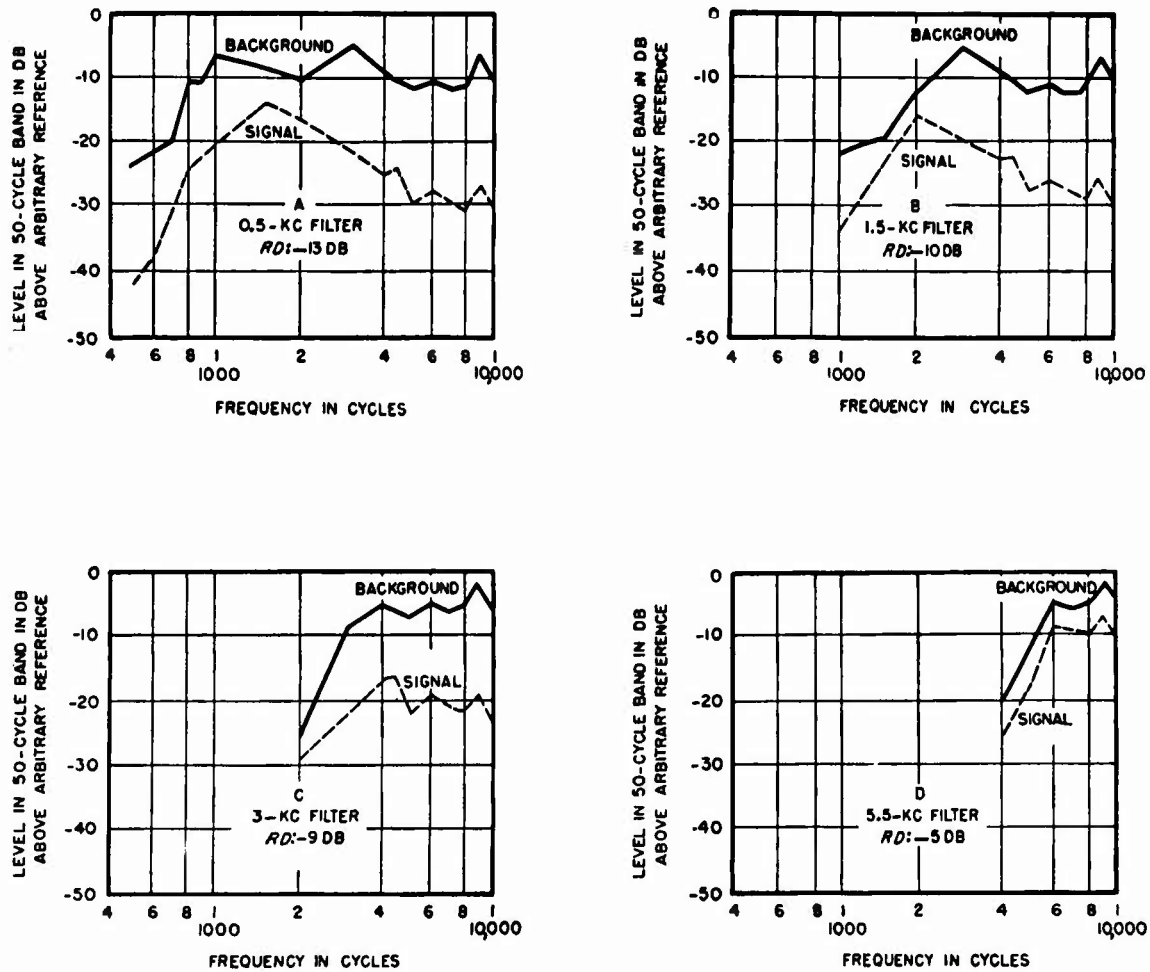 LEVEL IN 50-CYCLE BAND IN DB
ABOVE ARBITRARY REFERENCE
0
-10
-20
-30
-40
-50
BACKGROUND
SIGNAL
A
0.5-KC FILTER
RD:-13 DB
4 6 8 1 2 4 6 8 1
1000 10,000
FREQUENCY IN CYCLES
LEVEL IN 50-CYCLE BAND IN DB
ABOVE ARBITRARY REFERENCE
0
-10
-20
-30
-40
-50
BACKGROUND
SIGNAL
B
1.5-KC FILTER
RD:-10DB
4 6 8 1 2 4 6 8 1
1000 10,000
FREQUENCY IN CYCLES
LEVEL IN 50-CYCLE BAND IN DB
ABOVE ARBITRARY REFERENCE
0
-10
-20
-30
-40
-50
BACKGROUND
SIGNAL
C
3-KC FILTER
RD:-9 DB
4 6 8 1 2 4 6 8 1
1000 10,000
FREQUENCY IN CYCLES
LEVEL IN 50-CYCLE BAND IN DB
ABOVE ARBITRARY REFERENCE
0
-10
-20
-30
-40
-50
BACKGROUND
SIGNAL
D
5.5-KC FILTER
RD:-5 DB
4 6 8 1 2 4 6 8 1
1000 10,000
FREQUENCY IN CYCLES